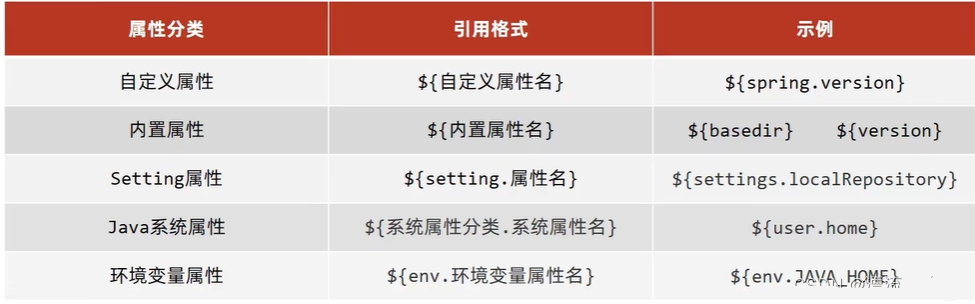 属性分类 引用格式 示例
自定义属性 ${自定义属性名} ${spring.version}
内置属性 ${内置属性名} ${basedir} ${version}
Setting属性 ${setting.属性名} ${settings.localRepository}
Java系统属性 ${系统属性分类.系统属性名} ${user.home}
环境变量属性 ${env.环境变量属性名} ${env.JAVA_HOME}